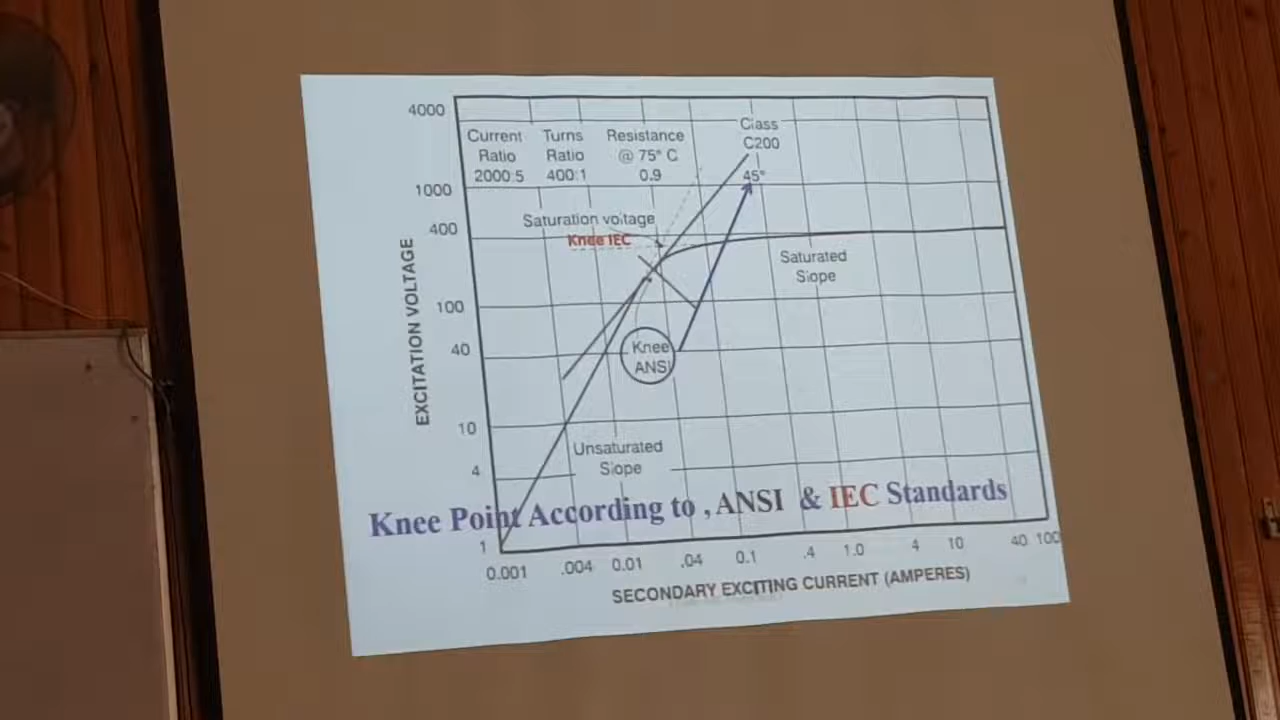 4000
Current Turns Resistance
Ratio Ratio @ 75° C
2000:5 400:1 0.9
Class
C200
45°
1000
400
Saturation voltage
Knee IEC
Saturated
Slope
100
40
Knee
ANSI
10
4
1
Unsaturated
Slope
EXCITATION VOLTAGE
Knee Point According to , ANSI & IEC Standards
0.001 .004 0.01 .04 0.1 .4 1.0 4 10 40 100
SECONDARY EXCITING CURRENT (AMPERES)